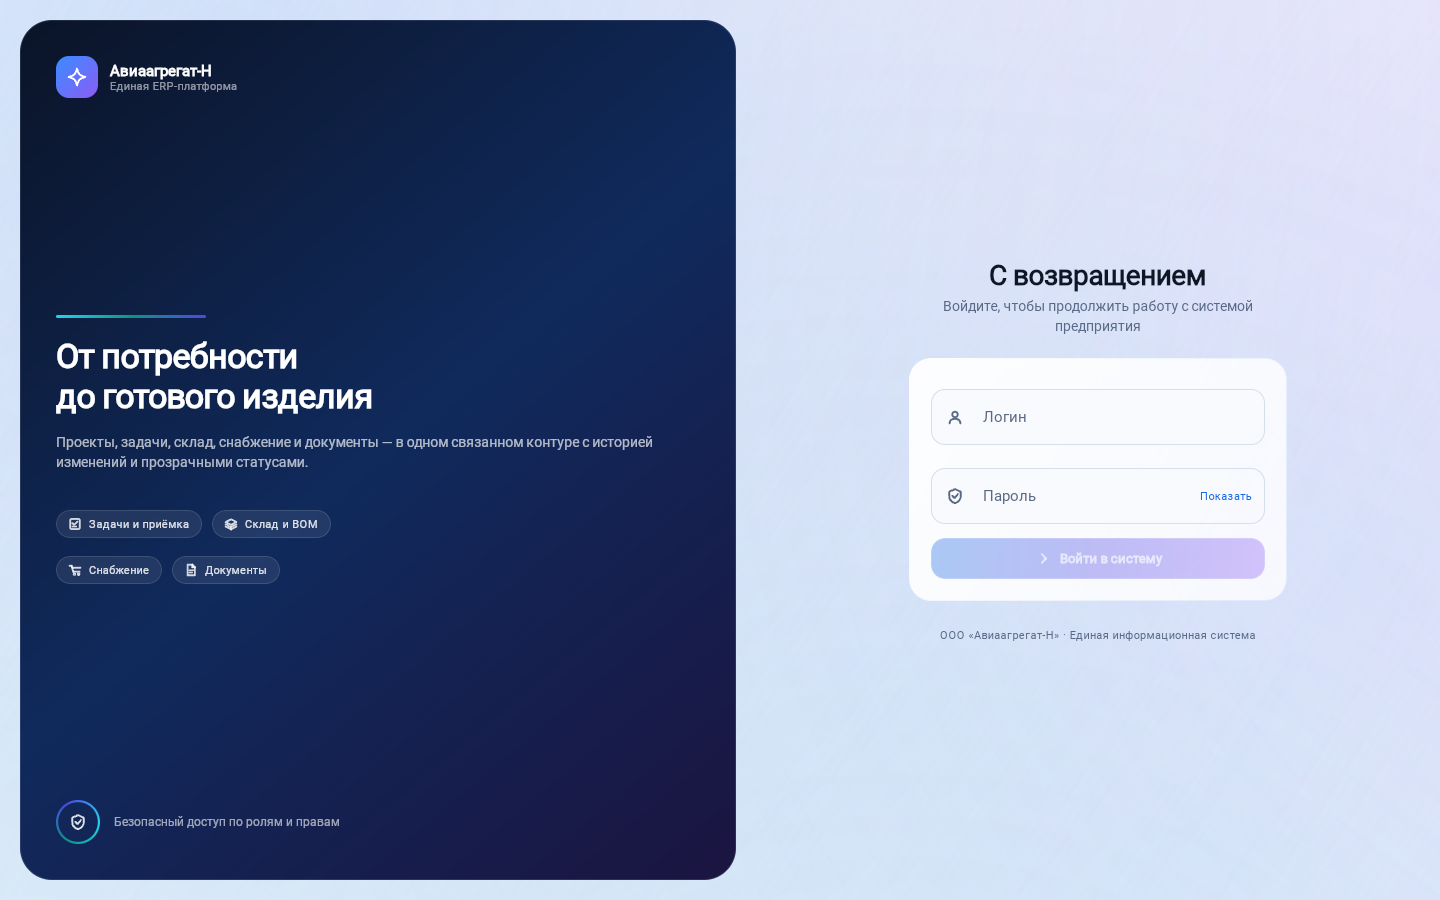 Авиаагрегат-Н
Единая ERP-платформа
От потребности
до готового изделия
Проекты, задачи, склад, снабжение и документы — в одном связанном контуре с историей
изменений и прозрачными статусами.
Задачи и приёмка
Склад и BOM
Снабжение
Документы
Безопасный доступ по ролям и правам
С возвращением
Войдите, чтобы продолжить работу с системой
предприятия
Логин
Пароль
Показать
Войти в систему
ООО «Авиаагрегат-Н» · Единая информационная система